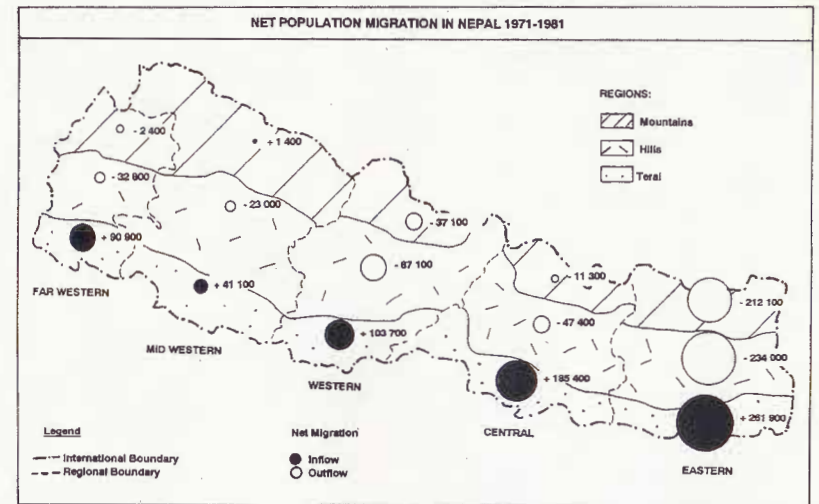 NET POPULATION MIGRATION IN NEPAL 1971-1981
REGIONS:
Mountains
Hills
Terai
- 2 400
+ 1 400
- 32 800
- 23 000
- 37 100
+ 90 800
- 87 100
- 11 300
+ 41 100
- 212 100
FAR WESTERN
- 47 400
+ 103 700
MID WESTERN
- 234 000
WESTERN
+ 185 400
+ 261 900
Legend
Net Migration
CENTRAL
International Boundary
Inflow
Regional Boundary
Outflow
EASTERN